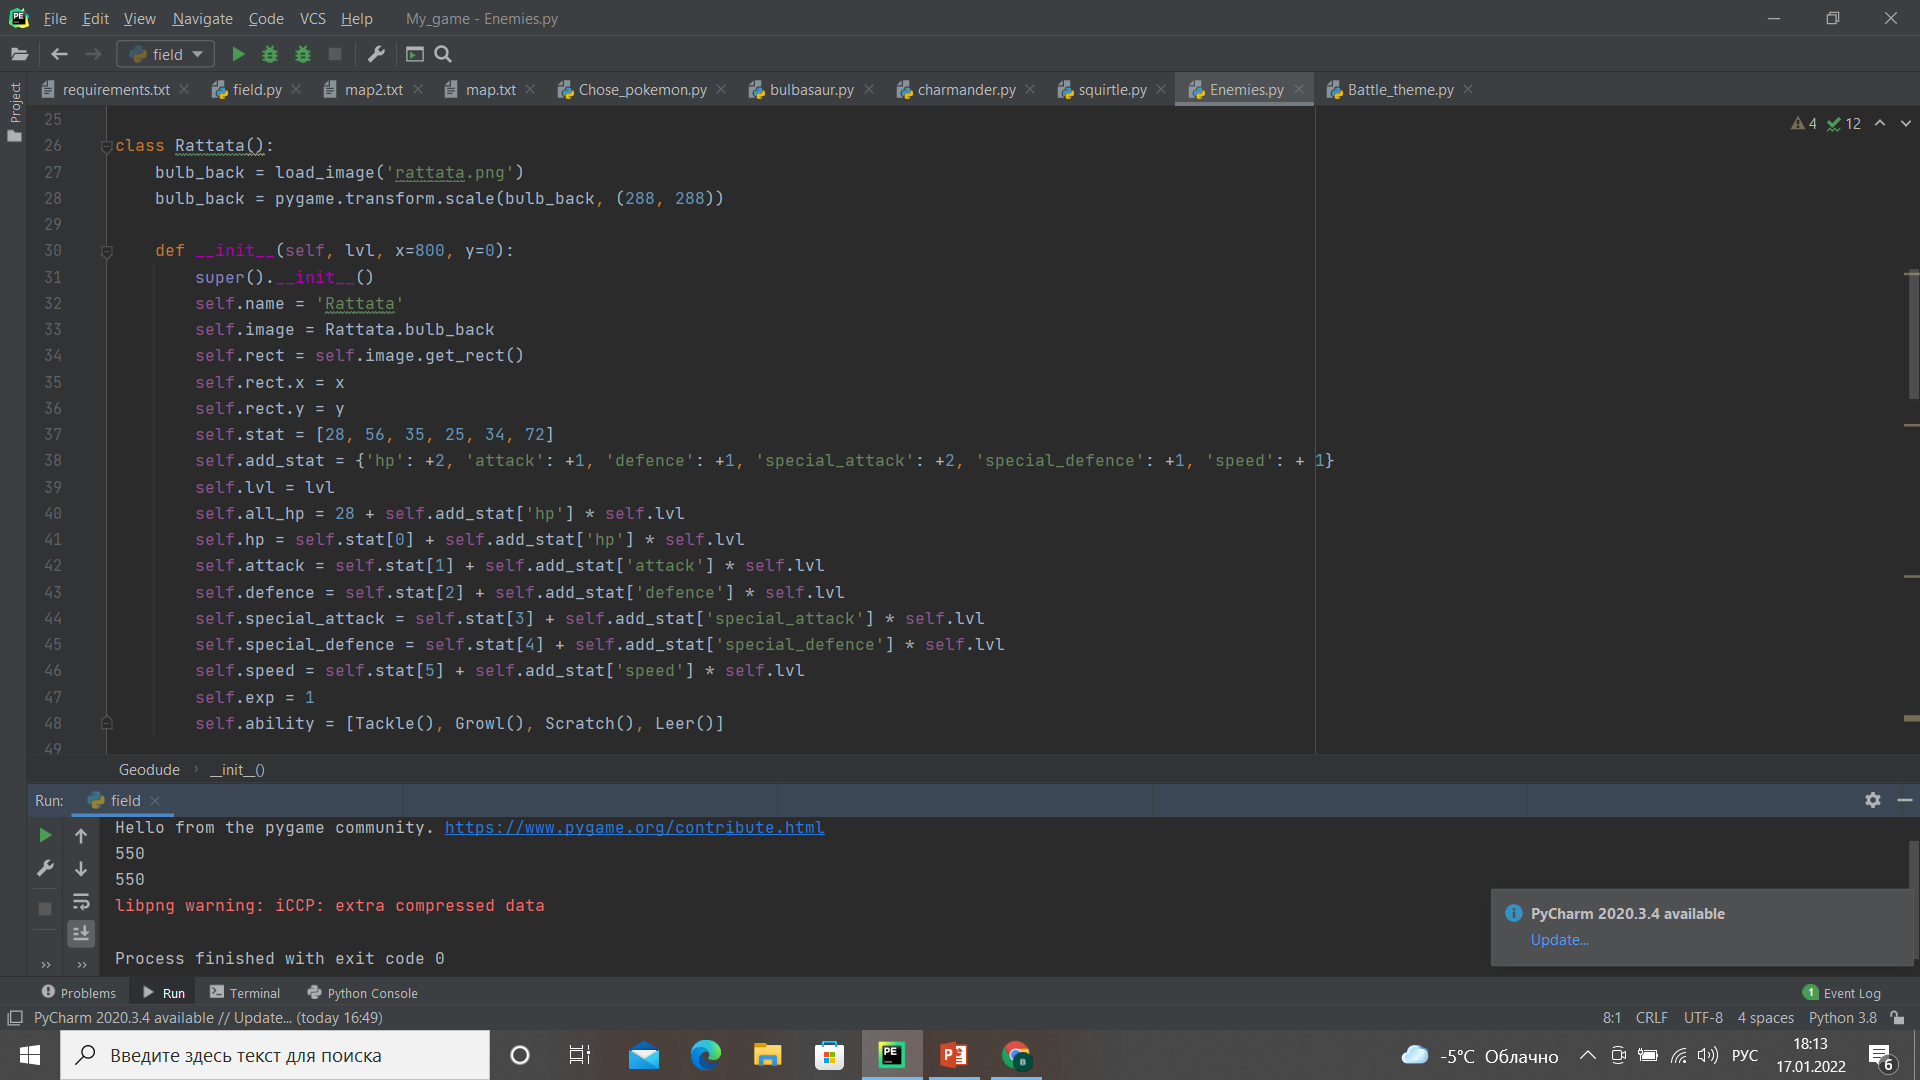 File Edit View Navigate Code VCS Help My_game - Enemies.py
field
requirements.txt field.py map2.txt map.txt Chose_pokemon.py bulbasaur.py charmander.py squirtle.py Enemies.py Battle_theme.py
Project
4 12
25
26 class Rattata():
27 bulb_back = load_image('rattata.png')
28 bulb_back = pygame.transform.scale(bulb_back, (288, 288))
29
30 def __init__(self, lvl, x=800, y=0):
31 super().__init__()
32 self.name = 'Rattata'
33 self.image = Rattata.bulb_back
34 self.rect = self.image.get_rect()
35 self.rect.x = x
36 self.rect.y = y
37 self.stat = [28, 56, 35, 25, 34, 72]
38 self.add_stat = {'hp': +2, 'attack': +1, 'defence': +1, 'special_attack': +2, 'special_defence': +1, 'speed': + 1}
39 self.lvl = lvl
40 self.all_hp = 28 + self.add_stat['hp'] * self.lvl
41 self.hp = self.stat[0] + self.add_stat['hp'] * self.lvl
42 self.attack = self.stat[1] + self.add_stat['attack'] * self.lvl
43 self.defence = self.stat[2] + self.add_stat['defence'] * self.lvl
44 self.special_attack = self.stat[3] + self.add_stat['special_attack'] * self.lvl
45 self.special_defence = self.stat[4] + self.add_stat['special_defence'] * self.lvl
46 self.speed = self.stat[5] + self.add_stat['speed'] * self.lvl
47 self.exp = 1
48 self.ability = [Tackle(), Growl(), Scratch(), Leer()]
49
Geodude › __init__()
Run: field
Hello from the pygame community. https://www.pygame.org/contribute.html
550
550
libpng warning: iCCP: extra compressed data
Process finished with exit code 0
PyCharm 2020.3.4 available
Update...
Problems Run Terminal Python Console 1 Event Log
PyCharm 2020.3.4 available // Update... (today 16:49) 8:1 CRLF UTF-8 4 spaces Python 3.8
Введите здесь текст для поиска
-5°C Облачно РУС 18:13
17.01.2022 6